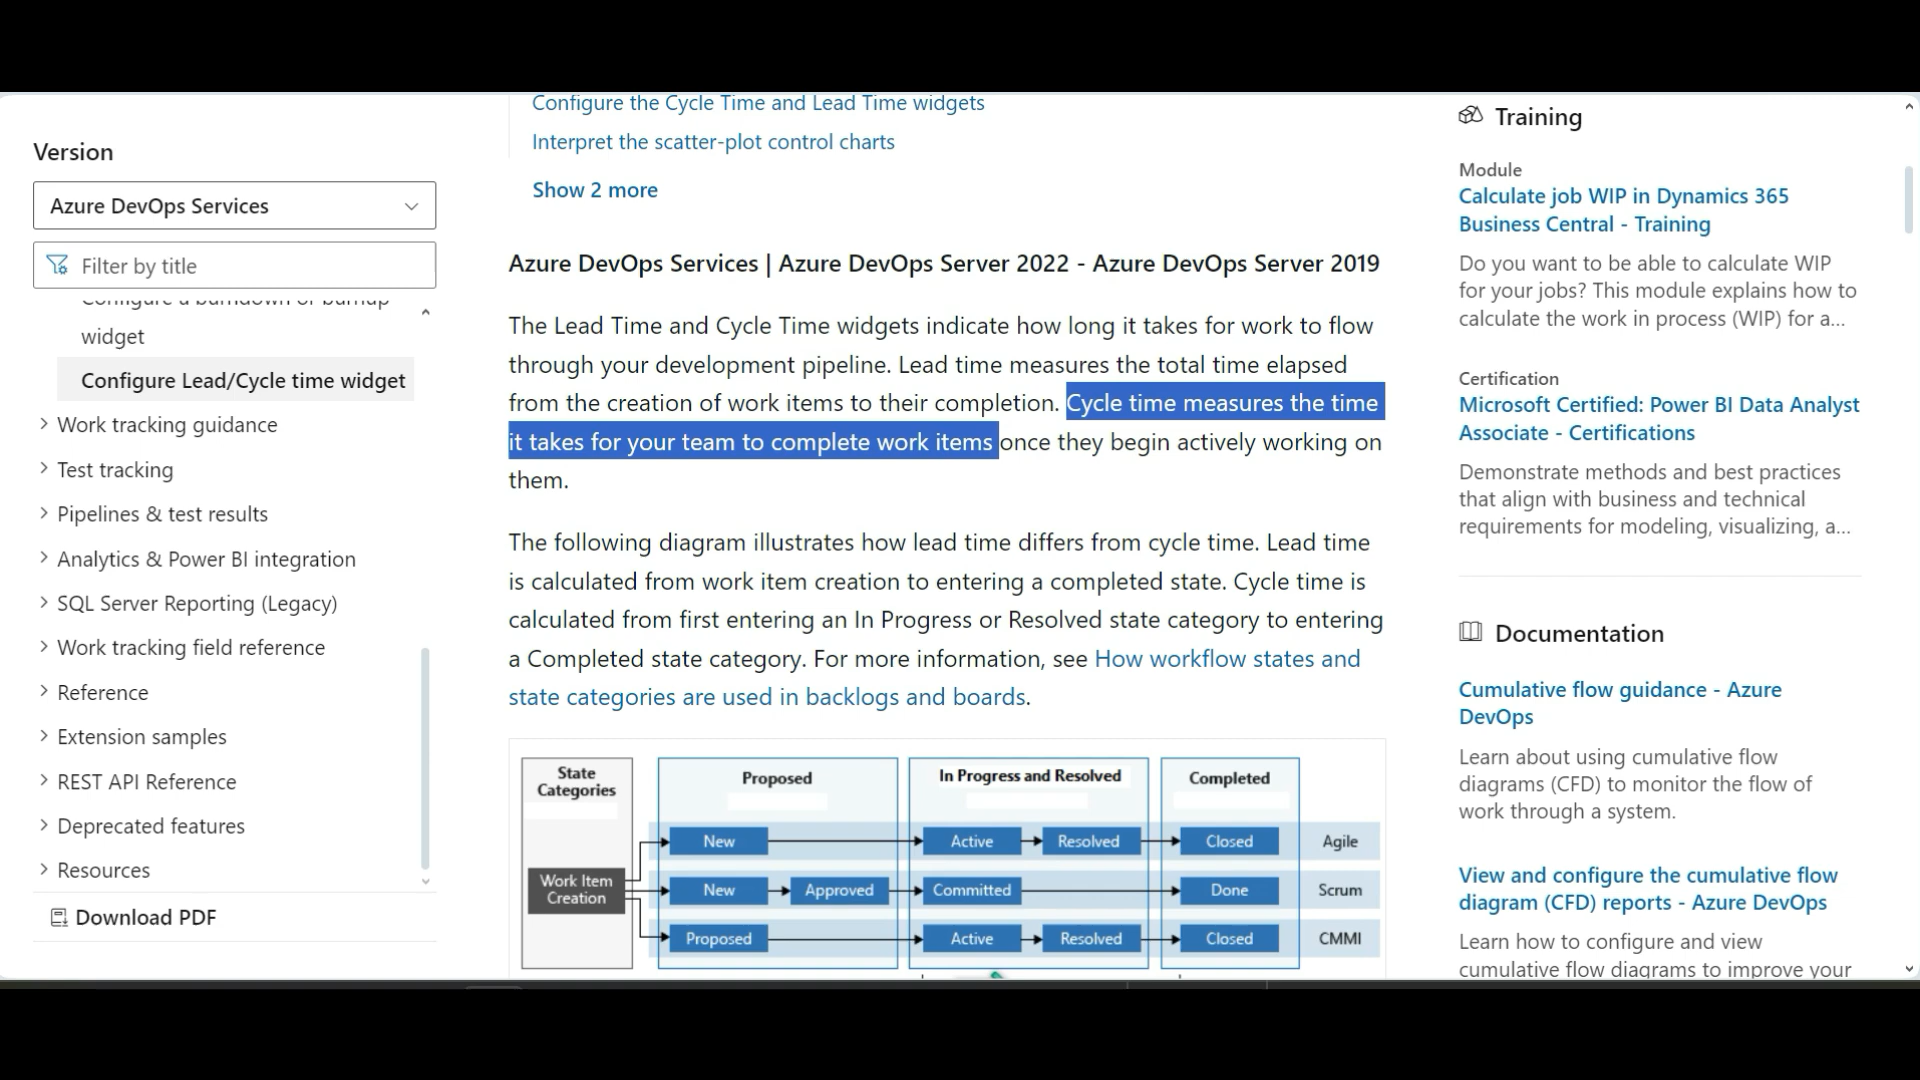 Configure the Cycle Time and Lead Time widgets
Interpret the scatter-plot control charts
Show 2 more
Version
Azure DevOps Services
Filter by title
Configure a burndown or burnup
widget
Configure Lead/Cycle time widget
Work tracking guidance
Test tracking
Pipelines & test results
Analytics & Power BI integration
SQL Server Reporting (Legacy)
Work tracking field reference
Reference
Extension samples
REST API Reference
Deprecated features
Resources
Download PDF
Azure DevOps Services | Azure DevOps Server 2022 - Azure DevOps Server 2019
The Lead Time and Cycle Time widgets indicate how long it takes for work to flow
through your development pipeline. Lead time measures the total time elapsed
from the creation of work items to their completion. Cycle time measures the time
it takes for your team to complete work items once they begin actively working on
them.
The following diagram illustrates how lead time differs from cycle time. Lead time
is calculated from work item creation to entering a completed state. Cycle time is
calculated from first entering an In Progress or Resolved state category to entering
a Completed state category. For more information, see How workflow states and
state categories are used in backlogs and boards.
State
Categories
Proposed
In Progress and Resolved
Completed
New
Active
Resolved
Closed
Agile
Work Item
Creation
New
Approved
Committed
Done
Scrum
Proposed
Active
Resolved
Closed
CMMI
Training
Module
Calculate job WIP in Dynamics 365
Business Central - Training
Do you want to be able to calculate WIP
for your jobs? This module explains how to
calculate the work in process (WIP) for a...
Certification
Microsoft Certified: Power BI Data Analyst
Associate - Certifications
Demonstrate methods and best practices
that align with business and technical
requirements for modeling, visualizing, a...
Documentation
Cumulative flow guidance - Azure
DevOps
Learn about using cumulative flow
diagrams (CFD) to monitor the flow of
work through a system.
View and configure the cumulative flow
diagram (CFD) reports - Azure DevOps
Learn how to configure and view
cumulative flow diagrams to improve your